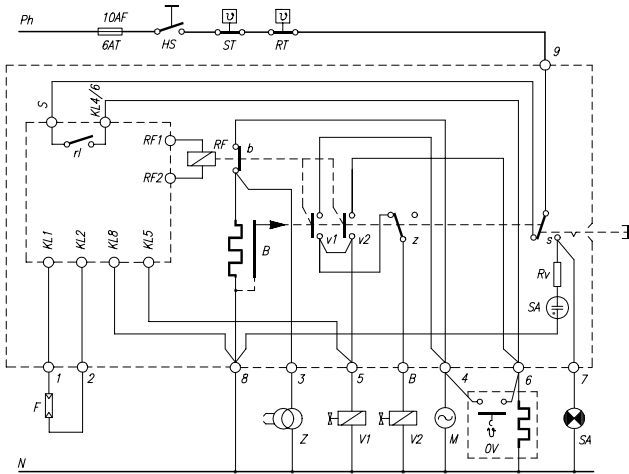 Ph
10AF
6AT
HS
ST
RT
9
S
KL4/6
rl
RF1
RF
b
RF2
KL1
KL2
KL8
KL5
B
v1
v2
z
s
Rv
SA
1
2
8
3
5
B
4
6
7
F
Z
V1
V2
M
ϑ
OV
SA
N
ϑ
ϑ